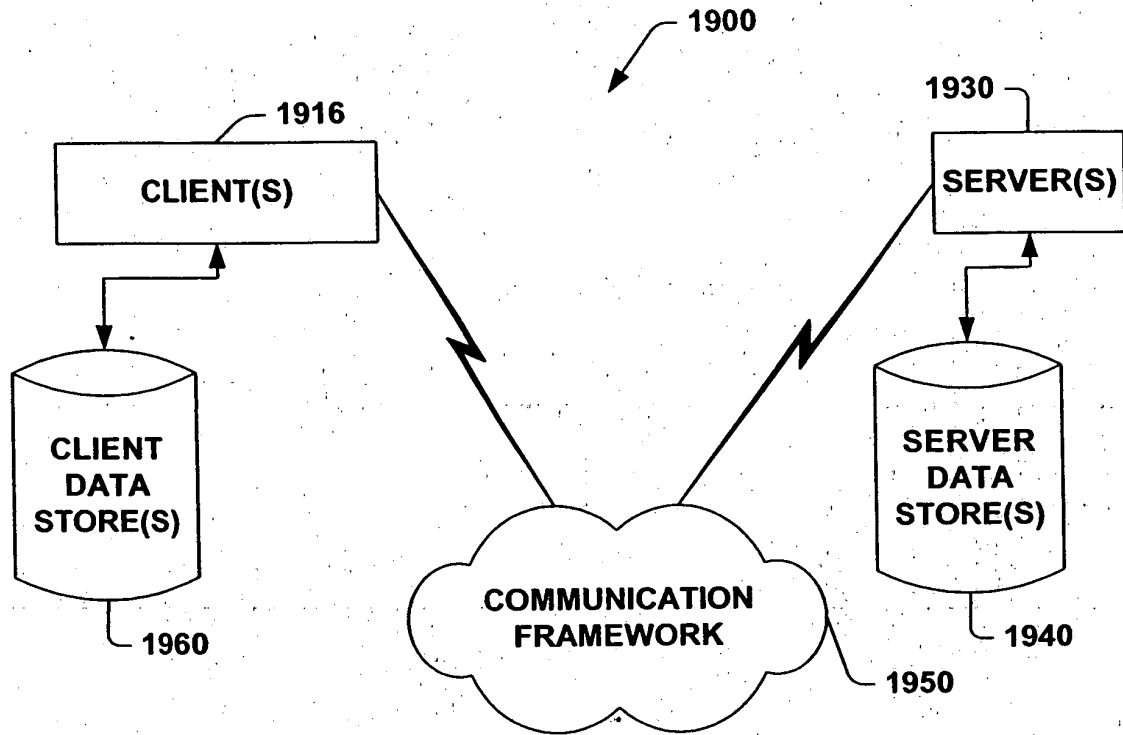 1900
1916
1930
CLIENT(S)
SERVER(S)
CLIENT
DATA
STORE(S)
SERVER
DATA
STORE(S)
COMMUNICATION
FRAMEWORK
1960
1940
1950